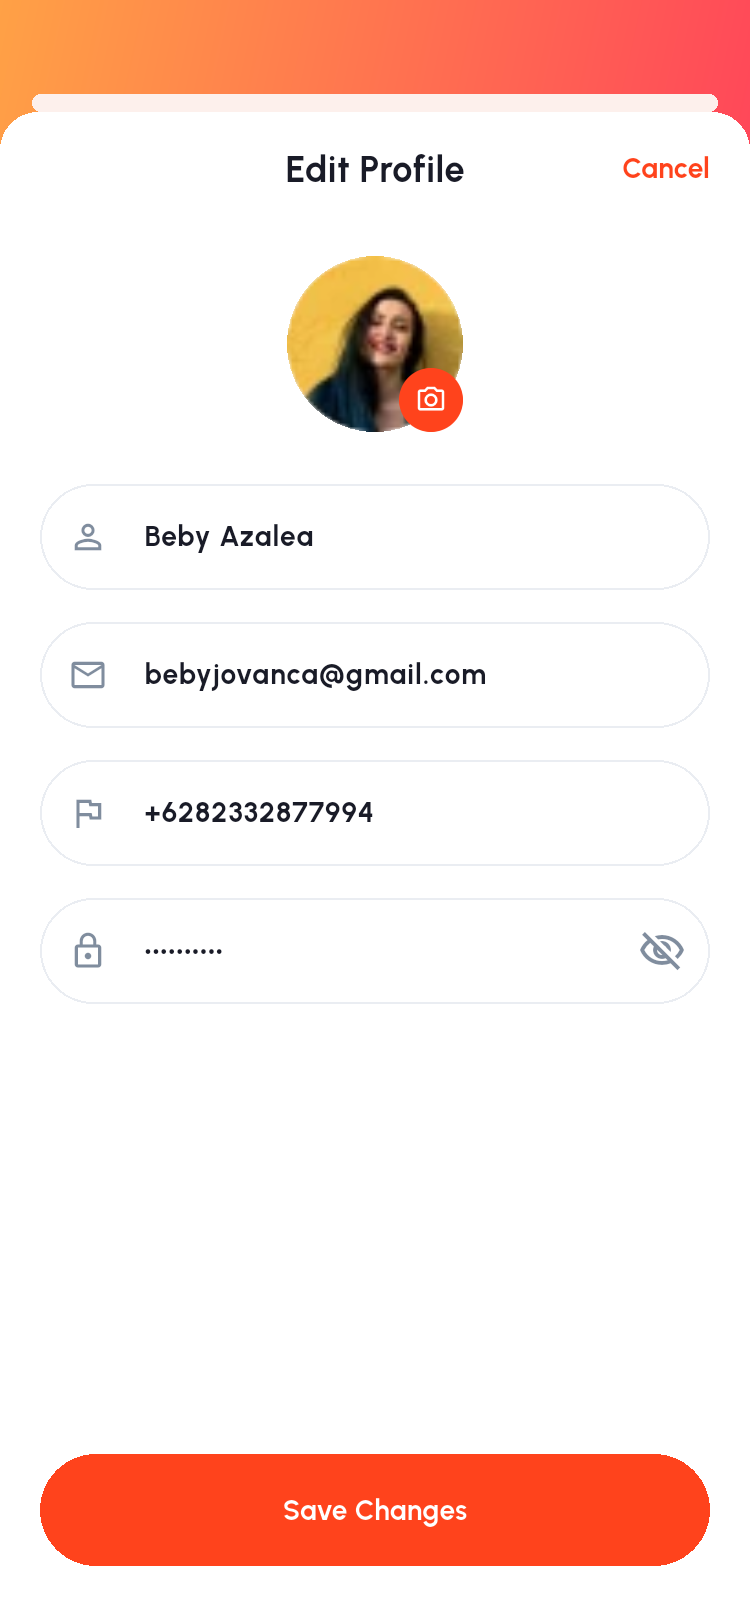 Edit Profile
Cancel
Beby Azalea
bebyjovanca@gmail.com
+6282332877994
••••••••••
Save Changes